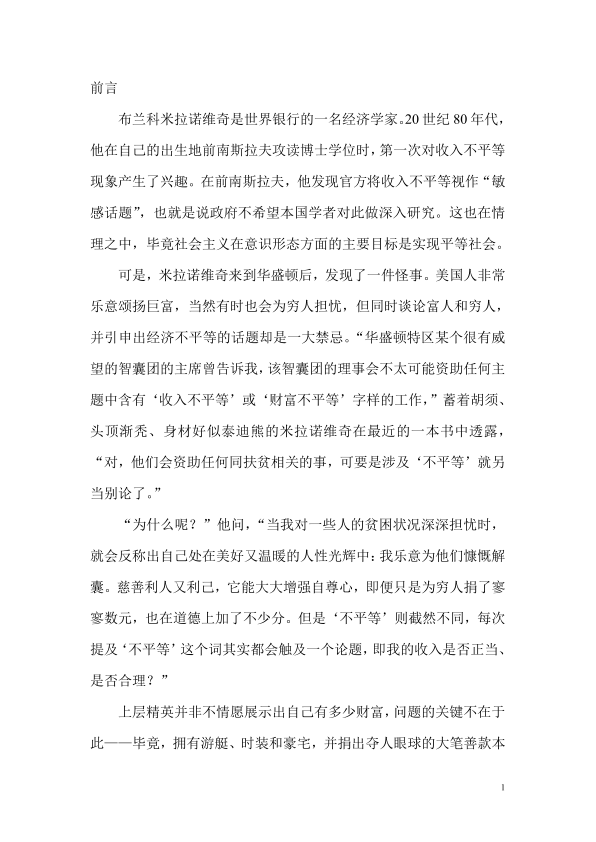 前言
布兰科米拉诺维奇是世界银行的一名经济学家。20 世纪 80 年代，
他在自己的出生地前南斯拉夫攻读博士学位时，第一次对收入不平等
现象产生了兴趣。在前南斯拉夫，他发现官方将收入不平等视作“敏
感话题”，也就是说政府不希望本国学者对此做深入研究。这也在情
理之中，毕竟社会主义在意识形态方面的主要目标是实现平等社会。
可是，米拉诺维奇来到华盛顿后，发现了一件怪事。美国人非常
乐意颂扬巨富，当然有时也会为穷人担忧，但同时谈论富人和穷人，
并引申出经济不平等的话题却是一大禁忌。“华盛顿特区某个很有威
望的智囊团的主席曾告诉我，该智囊团的理事会不太可能资助任何主
题中含有‘收入不平等’或‘财富不平等’字样的工作，”蓄着胡须、
头顶渐秃、身材好似泰迪熊的米拉诺维奇在最近的一本书中透露，
“对，他们会资助任何同扶贫相关的事，可要是涉及‘不平等’就另
当别论了。”
“为什么呢？”他问，“当我对一些人的贫困状况深深担忧时，
就会反称出自己处在美好又温暖的人性光辉中：我乐意为他们慷慨解
囊。慈善利人又利己，它能大大增强自尊心，即便只是为穷人捐了寥
寥数元，也在道德上加了不少分。但是‘不平等’则截然不同，每次
提及‘不平等’这个词其实都会触及一个论题，即我的收入是否正当、
是否合理？”
上层精英并非不情愿展示出自己有多少财富，问题的关键不在于
此——毕竟，拥有游艇、时装和豪宅，并捐出夺人眼球的大笔善款本
1